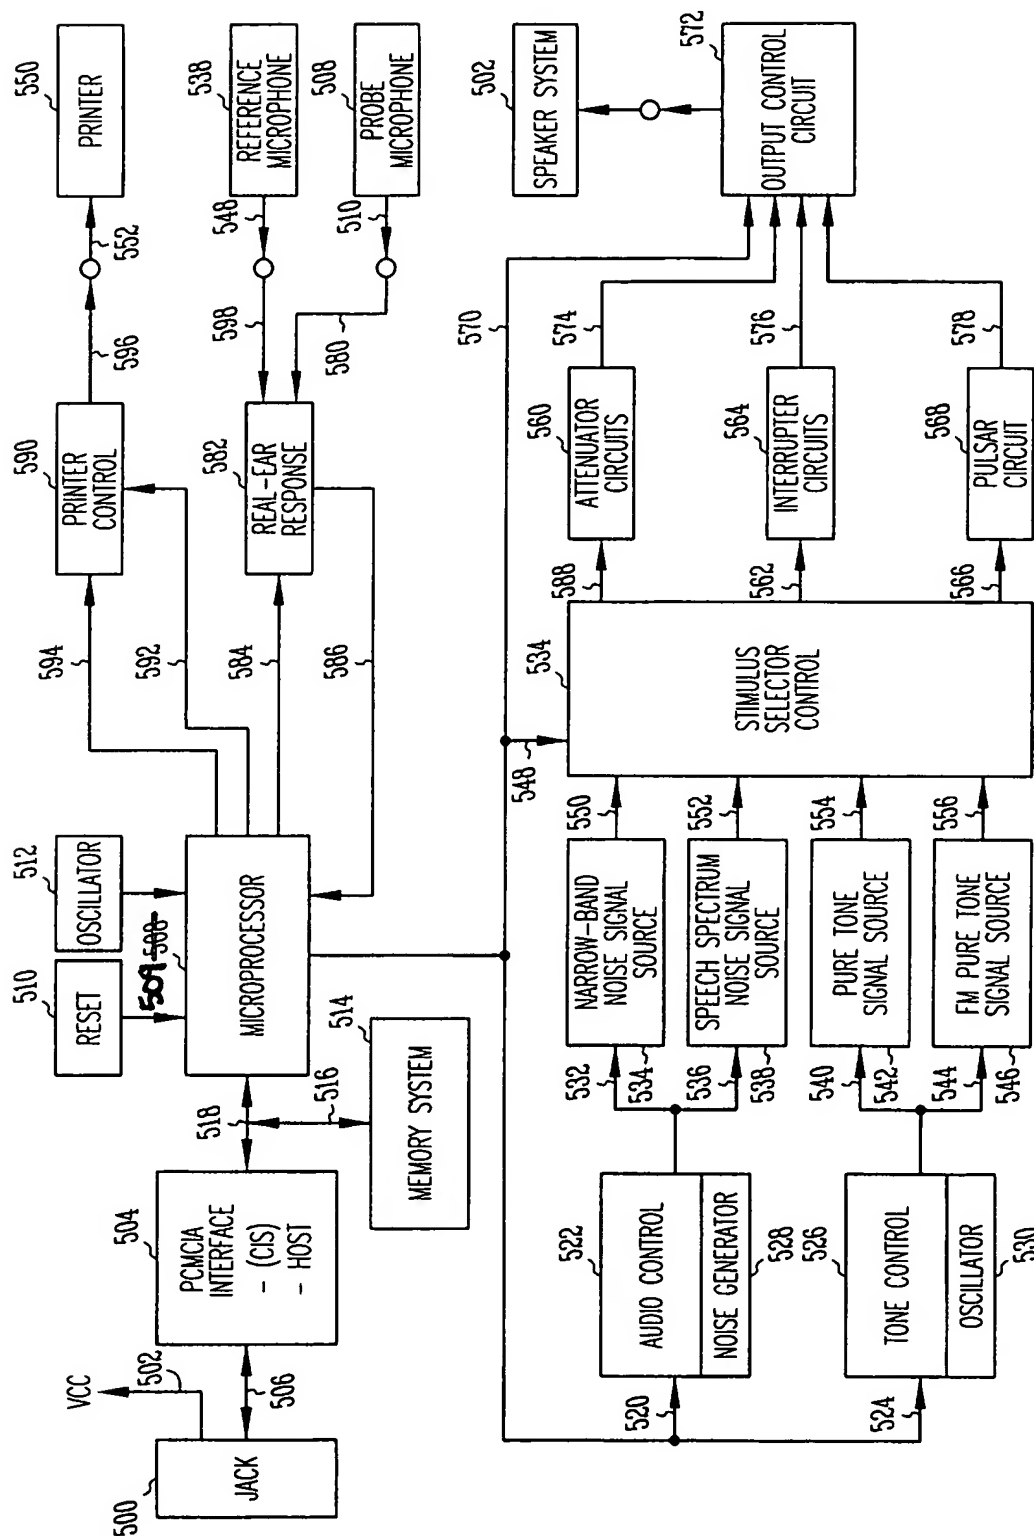 500
JACK
VCC
502
506
504
PCMCIA
INTERFACE
- (CIS)
- HOST
518
516
514
MEMORY SYSTEM
510
RESET
512
OSCILLATOR
509
MICROPROCESSOR
594
592
584
586
590
PRINTER
CONTROL
596
552
550
PRINTER
582
REAL-EAR
RESPONSE
598
580
548
538
REFERENCE
MICROPHONE
510
508
PROBE
MICROPHONE
520
524
522
AUDIO CONTROL
NOISE GENERATOR
528
526
TONE CONTROL
OSCILLATOR
530
532
534
NARROW-BAND
NOISE SIGNAL
SOURCE
550
536
538
SPEECH SPECTRUM
NOISE SIGNAL
SOURCE
552
540
542
PURE TONE
SIGNAL SOURCE
554
544
546
FM PURE TONE
SIGNAL SOURCE
556
548
534
STIMULUS
SELECTOR
CONTROL
588
560
ATTENUATOR
CIRCUITS
574
562
564
INTERRUPTER
CIRCUITS
576
566
568
PULSAR
CIRCUIT
578
570
502
SPEAKER SYSTEM
572
OUTPUT CONTROL
CIRCUIT